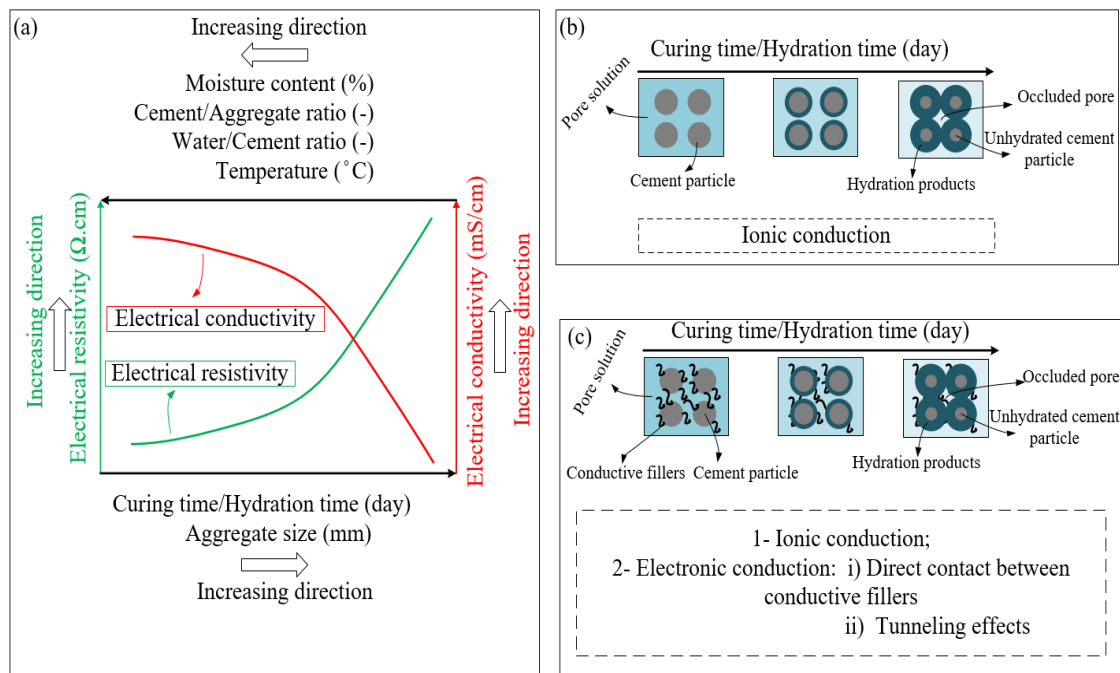 (a)
Increasing direction
Moisture content (%)
Cement/Aggregate ratio (-)
Water/Cement ratio (-)
Temperature (˚C)
Increasing direction
Electrical resistivity (Ω.cm)
Electrical conductivity
Electrical resistivity
Electrical conductivity (mS/cm)
Increasing direction
Curing time/Hydration time (day)
Aggregate size (mm)
Increasing direction
(b)
Curing time/Hydration time (day)
Pore solution
Occluded pore
Unhydrated cement
particle
Cement particle
Hydration products
Ionic conduction
(c)
Curing time/Hydration time (day)
Pore solution
Occluded pore
Unhydrated cement
particle
Hydration products
Conductive fillers
Cement particle
1- Ionic conduction;
2- Electronic conduction: i) Direct contact between
conductive fillers
ii) Tunneling effects